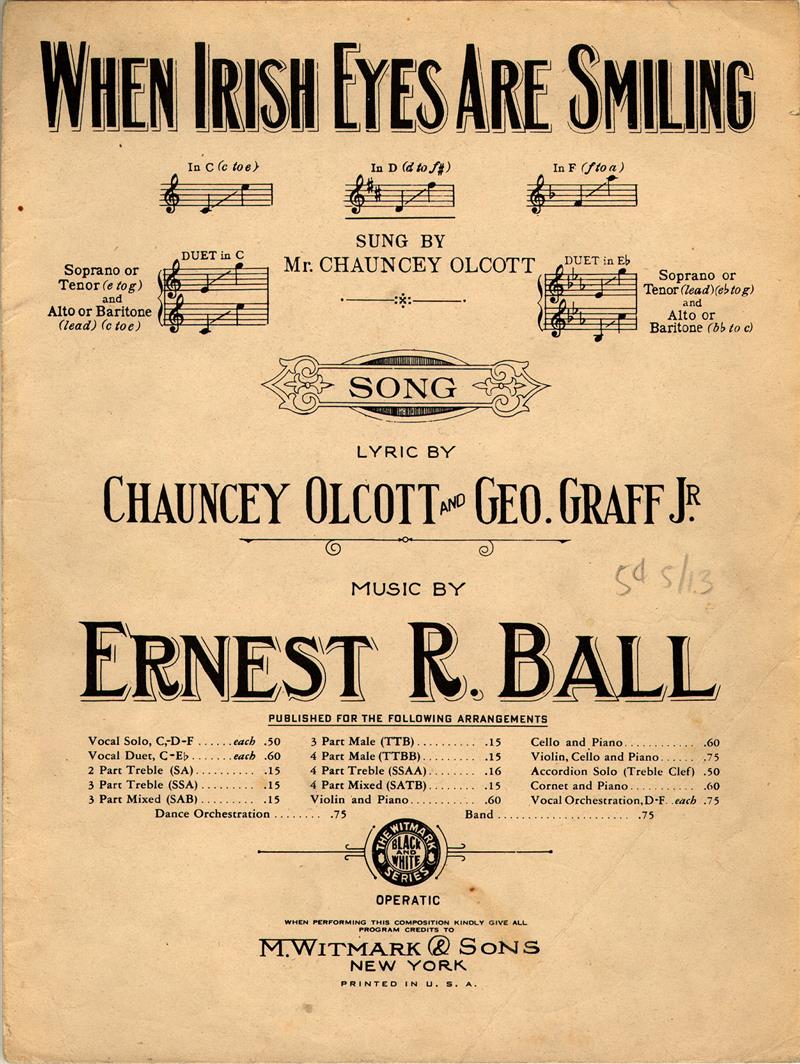 WHEN IRISH EYES ARE SMILING
In C (c to e)
In D (d to f#)
In F (f to a)
SUNG BY
Mr. CHAUNCEY OLCOTT
DUET in C
Soprano or
Tenor (e to g)
and
Alto or Baritone
(lead) (c to e)
DUET in E♭
Soprano or
Tenor (lead) (e♭ to g)
and
Alto or
Baritone (b♭ to c)
SONG
LYRIC BY
CHAUNCEY OLCOTT AND GEO. GRAFF JR.
5¢ 5/13
MUSIC BY
ERNEST R. BALL
PUBLISHED FOR THE FOLLOWING ARRANGEMENTS
Vocal Solo, C,-D-F ...... each .50
Vocal Duet, C-E♭ ...... each .60
2 Part Treble (SA) .......... .15
3 Part Treble (SSA) ......... .15
3 Part Mixed (SAB) ......... .15
3 Part Male (TTB) .......... .15
4 Part Male (TTBB) ........ .15
4 Part Treble (SSAA) ........ .16
4 Part Mixed (SATB) ........ .15
Violin and Piano ............ .60
Cello and Piano ............ .60
Violin, Cello and Piano ...... .75
Accordion Solo (Treble Clef) .50
Cornet and Piano ........... .60
Vocal Orchestration, D-F. each .75
Dance Orchestration ........ .75
Band ...................... .75
THE WITMARK
BLACK
AND
WHITE
SERIES
OPERATIC
WHEN PERFORMING THIS COMPOSITION KINDLY GIVE ALL
PROGRAM CREDITS TO
M. WITMARK & SONS
NEW YORK
PRINTED IN U. S. A.